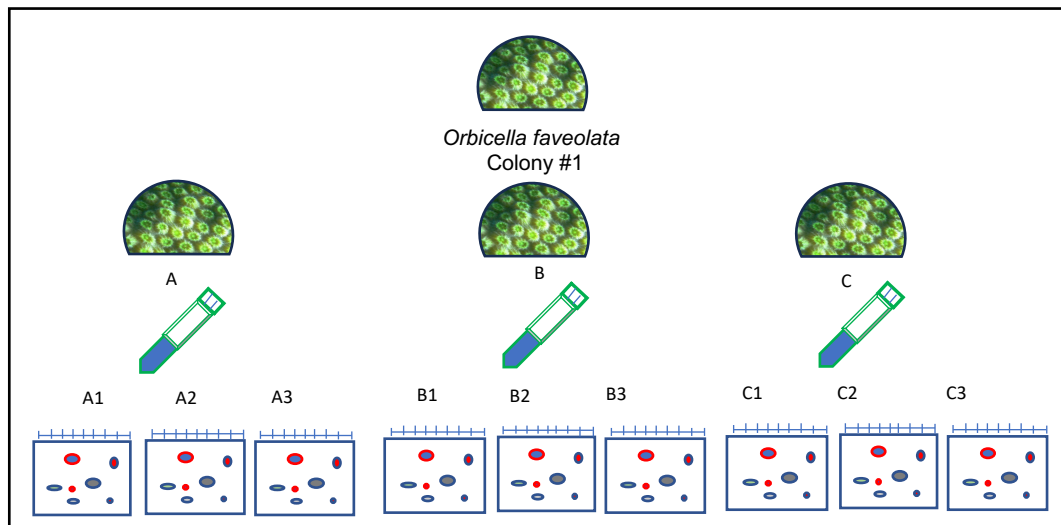 Orbicella faveolata
Colony #1
A B C
A1 A2 A3 B1 B2 B3 C1 C2 C3